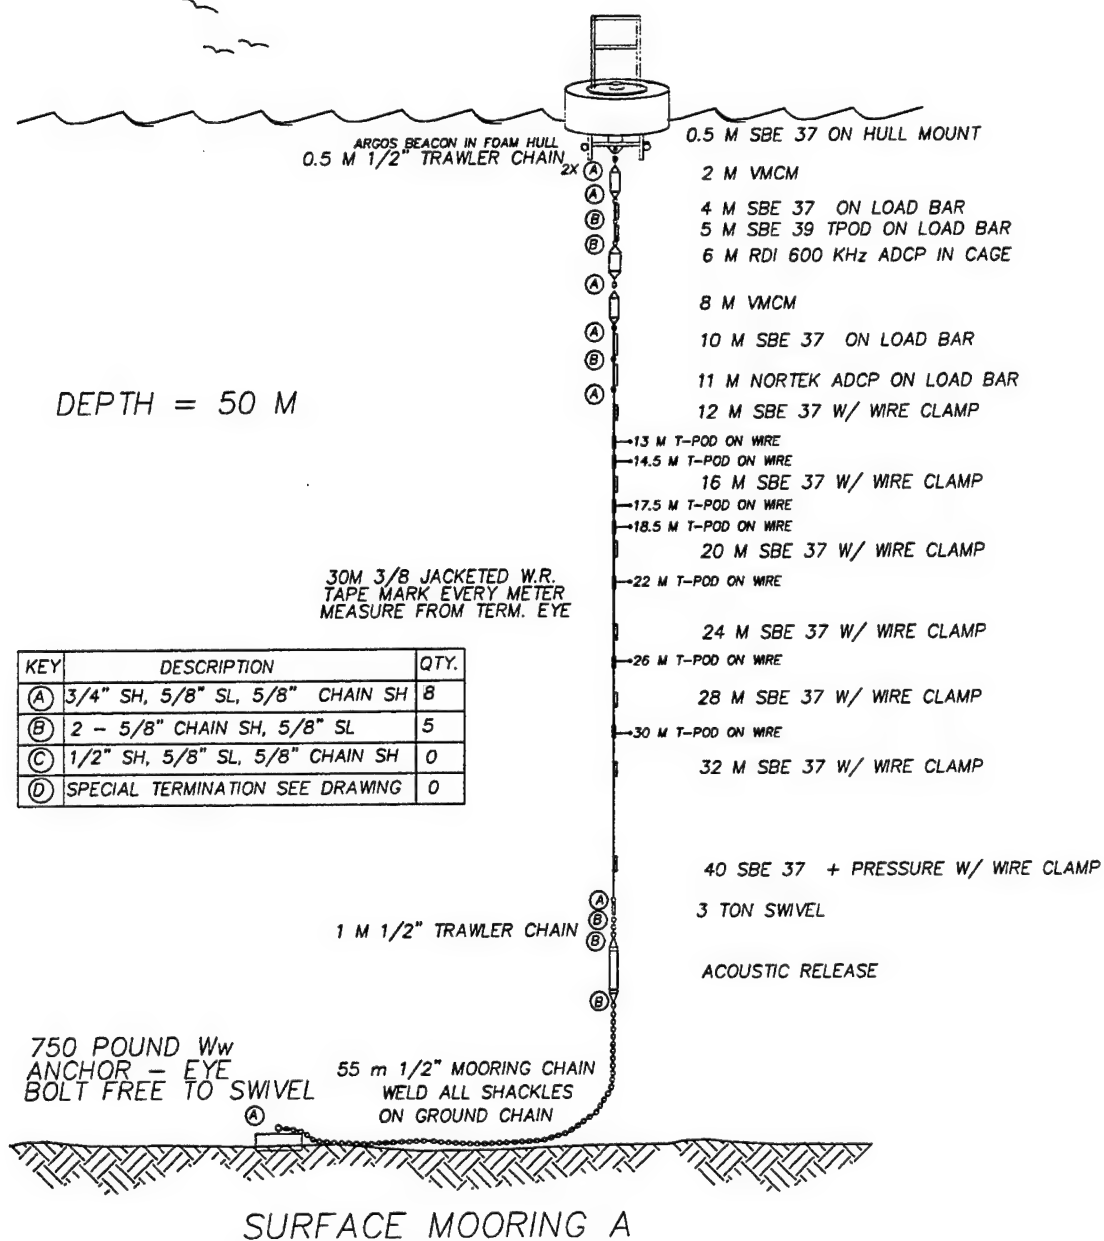 ARGOS BEACON IN FOAM HULL
0.5 M 1/2" TRAWLER CHAIN
2X A
A
B
B
A
A
B
A
0.5 M SBE 37 ON HULL MOUNT
2 M VMCM
4 M SBE 37 ON LOAD BAR
5 M SBE 39 TPOD ON LOAD BAR
6 M RDI 600 KHz ADCP IN CAGE
8 M VMCM
10 M SBE 37 ON LOAD BAR
11 M NORTEK ADCP ON LOAD BAR
12 M SBE 37 W/ WIRE CLAMP
13 M T-POD ON WIRE
14.5 M T-POD ON WIRE
16 M SBE 37 W/ WIRE CLAMP
17.5 M T-POD ON WIRE
18.5 M T-POD ON WIRE
20 M SBE 37 W/ WIRE CLAMP
22 M T-POD ON WIRE
24 M SBE 37 W/ WIRE CLAMP
26 M T-POD ON WIRE
28 M SBE 37 W/ WIRE CLAMP
30 M T-POD ON WIRE
32 M SBE 37 W/ WIRE CLAMP
40 SBE 37 + PRESSURE W/ WIRE CLAMP
3 TON SWIVEL
ACOUSTIC RELEASE
DEPTH = 50 M
30M 3/8 JACKETED W.R.
TAPE MARK EVERY METER
MEASURE FROM TERM. EYE
KEY DESCRIPTION QTY.
A 3/4" SH, 5/8" SL, 5/8" CHAIN SH 8
B 2 - 5/8" CHAIN SH, 5/8" SL 5
C 1/2" SH, 5/8" SL, 5/8" CHAIN SH 0
D SPECIAL TERMINATION SEE DRAWING 0
A
B
1 M 1/2" TRAWLER CHAIN B
B
750 POUND Ww
ANCHOR - EYE
BOLT FREE TO SWIVEL
A
55 m 1/2" MOORING CHAIN
WELD ALL SHACKLES
ON GROUND CHAIN
SURFACE MOORING A